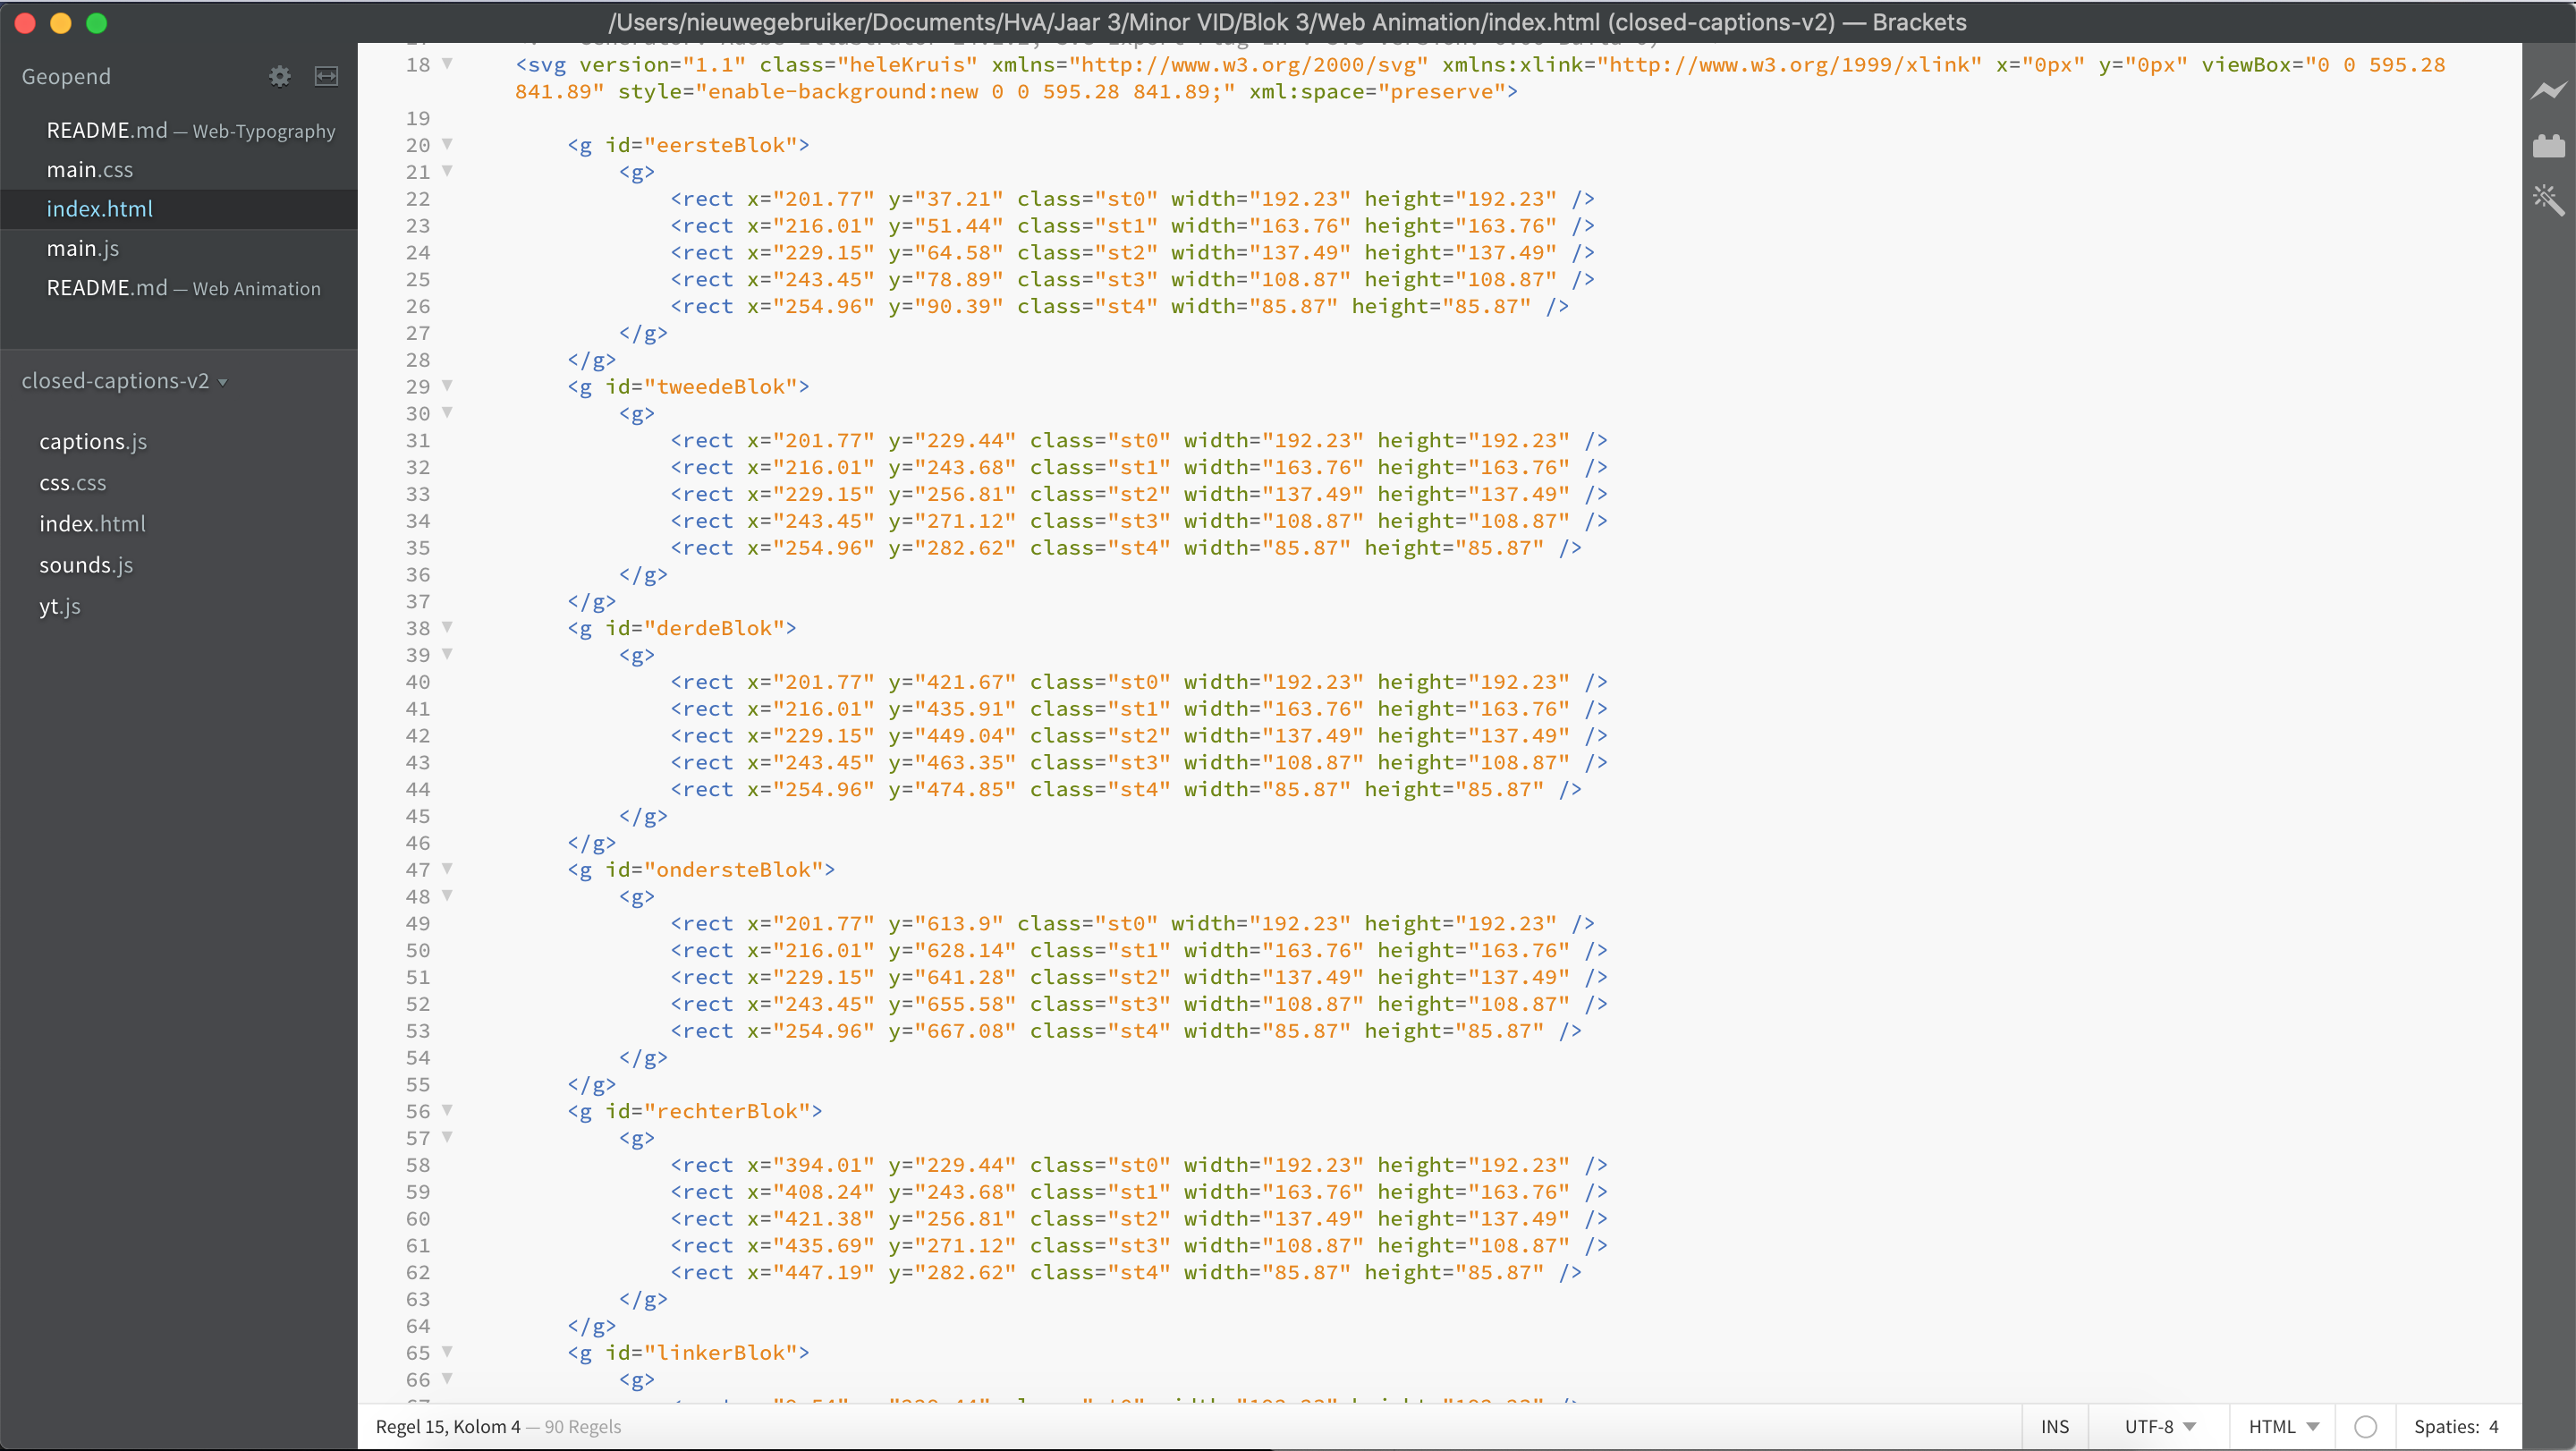 /Users/nieuwegebruiker/Documents/HvA/Jaar 3/Minor VID/Blok 3/Web Animation/index.html (closed-captions-v2) — Brackets
Geopend
README.md — Web-Typography
main.css
index.html
main.js
README.md — Web Animation
closed-captions-v2
captions.js
css.css
index.html
sounds.js
yt.js
18 <svg version="1.1" class="heleKruis" xmlns="http://www.w3.org/2000/svg" xmlns:xlink="http://www.w3.org/1999/xlink" x="0px" y="0px" viewBox="0 0 595.28
841.89" style="enable-background:new 0 0 595.28 841.89;" xml:space="preserve">
19
20 <g id="eersteBlok">
21 <g>
22 <rect x="201.77" y="37.21" class="st0" width="192.23" height="192.23" />
23 <rect x="216.01" y="51.44" class="st1" width="163.76" height="163.76" />
24 <rect x="229.15" y="64.58" class="st2" width="137.49" height="137.49" />
25 <rect x="243.45" y="78.89" class="st3" width="108.87" height="108.87" />
26 <rect x="254.96" y="90.39" class="st4" width="85.87" height="85.87" />
27 </g>
28 </g>
29 <g id="tweedeBlok">
30 <g>
31 <rect x="201.77" y="229.44" class="st0" width="192.23" height="192.23" />
32 <rect x="216.01" y="243.68" class="st1" width="163.76" height="163.76" />
33 <rect x="229.15" y="256.81" class="st2" width="137.49" height="137.49" />
34 <rect x="243.45" y="271.12" class="st3" width="108.87" height="108.87" />
35 <rect x="254.96" y="282.62" class="st4" width="85.87" height="85.87" />
36 </g>
37 </g>
38 <g id="derdeBlok">
39 <g>
40 <rect x="201.77" y="421.67" class="st0" width="192.23" height="192.23" />
41 <rect x="216.01" y="435.91" class="st1" width="163.76" height="163.76" />
42 <rect x="229.15" y="449.04" class="st2" width="137.49" height="137.49" />
43 <rect x="243.45" y="463.35" class="st3" width="108.87" height="108.87" />
44 <rect x="254.96" y="474.85" class="st4" width="85.87" height="85.87" />
45 </g>
46 </g>
47 <g id="ondersteBlok">
48 <g>
49 <rect x="201.77" y="613.9" class="st0" width="192.23" height="192.23" />
50 <rect x="216.01" y="628.14" class="st1" width="163.76" height="163.76" />
51 <rect x="229.15" y="641.28" class="st2" width="137.49" height="137.49" />
52 <rect x="243.45" y="655.58" class="st3" width="108.87" height="108.87" />
53 <rect x="254.96" y="667.08" class="st4" width="85.87" height="85.87" />
54 </g>
55 </g>
56 <g id="rechterBlok">
57 <g>
58 <rect x="394.01" y="229.44" class="st0" width="192.23" height="192.23" />
59 <rect x="408.24" y="243.68" class="st1" width="163.76" height="163.76" />
60 <rect x="421.38" y="256.81" class="st2" width="137.49" height="137.49" />
61 <rect x="435.69" y="271.12" class="st3" width="108.87" height="108.87" />
62 <rect x="447.19" y="282.62" class="st4" width="85.87" height="85.87" />
63 </g>
64 </g>
65 <g id="linkerBlok">
66 <g>
Regel 15, Kolom 4 — 90 Regels
INS UTF-8 HTML Spaties: 4